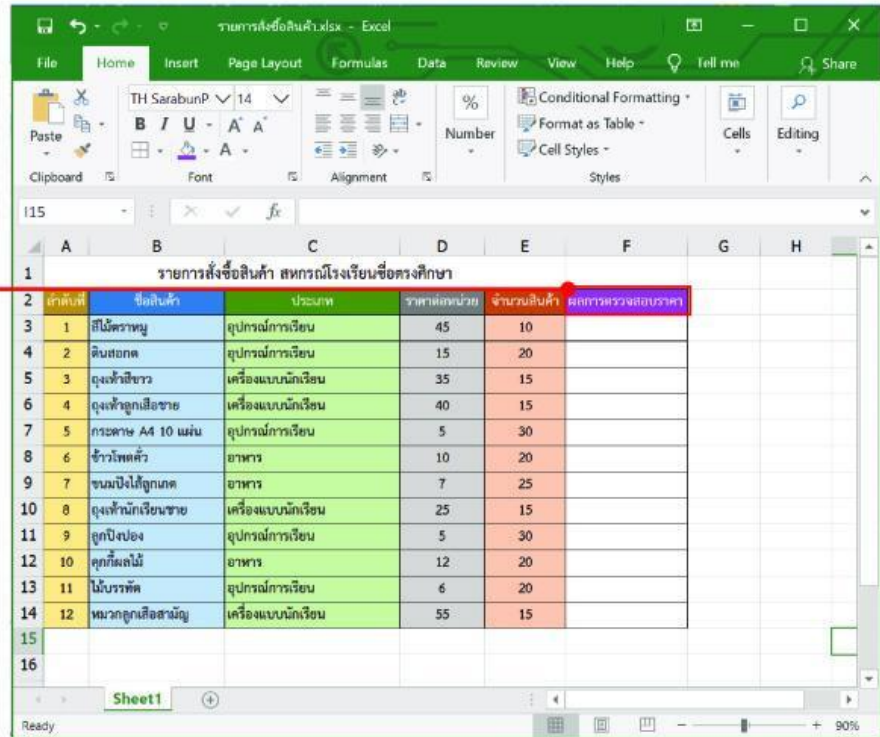 รายการสั่งซื้อสินค้า.xlsx - Excel
File Home Insert Page Layout Formulas Data Review View Help Tell me Share
Paste
TH SarabunP 14
B I U A A
A
%
Number
Conditional Formatting
Format as Table
Cell Styles
Cells
Editing
Clipboard Font Alignment Styles
I15 fx
A B C D E F G H
1 รายการสั่งซื้อสินค้า สหกรณ์โรงเรียนซื่อตรงศึกษา
2 ลำดับที่ ชื่อสินค้า ประเภท ราคาต่อหน่วย จำนวนสินค้า ผลการตรวจสอบราคา
3 1 สีไม้ตราหมู อุปกรณ์การเรียน 45 10
4 2 ดินสอกด อุปกรณ์การเรียน 15 20
5 3 ถุงเท้าสีขาว เครื่องแบบนักเรียน 35 15
6 4 ถุงเท้าลูกเสือชาย เครื่องแบบนักเรียน 40 15
7 5 กระดาษ A4 10 แผ่น อุปกรณ์การเรียน 5 30
8 6 ข้าวโพดคั่ว อาหาร 10 20
9 7 ขนมปังไส้ลูกเกด อาหาร 7 25
10 8 ถุงเท้านักเรียนชาย เครื่องแบบนักเรียน 25 15
11 9 ลูกปิงปอง อุปกรณ์การเรียน 5 30
12 10 คุกกี้ผลไม้ อาหาร 12 20
13 11 ไม้บรรทัด อุปกรณ์การเรียน 6 20
14 12 หมวกลูกเสือสามัญ เครื่องแบบนักเรียน 55 15
15
16
Sheet1
Ready 90%